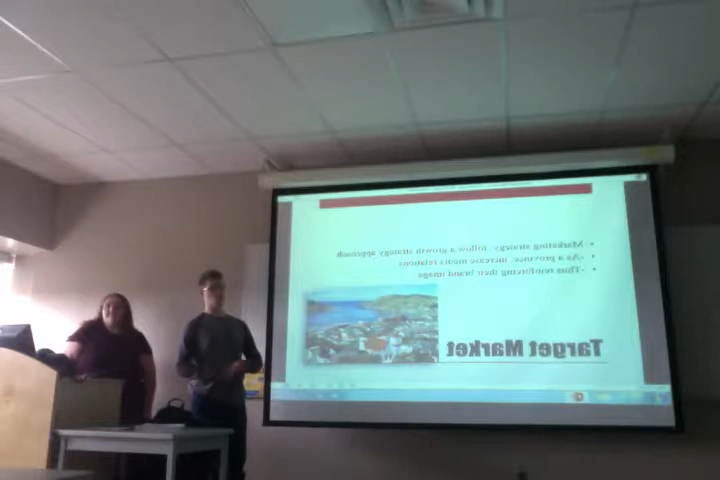 Marketing strategy- follow a growth strategy approach
-As a province, increase media relations
-Thus reinforcing their brand image
Target Market